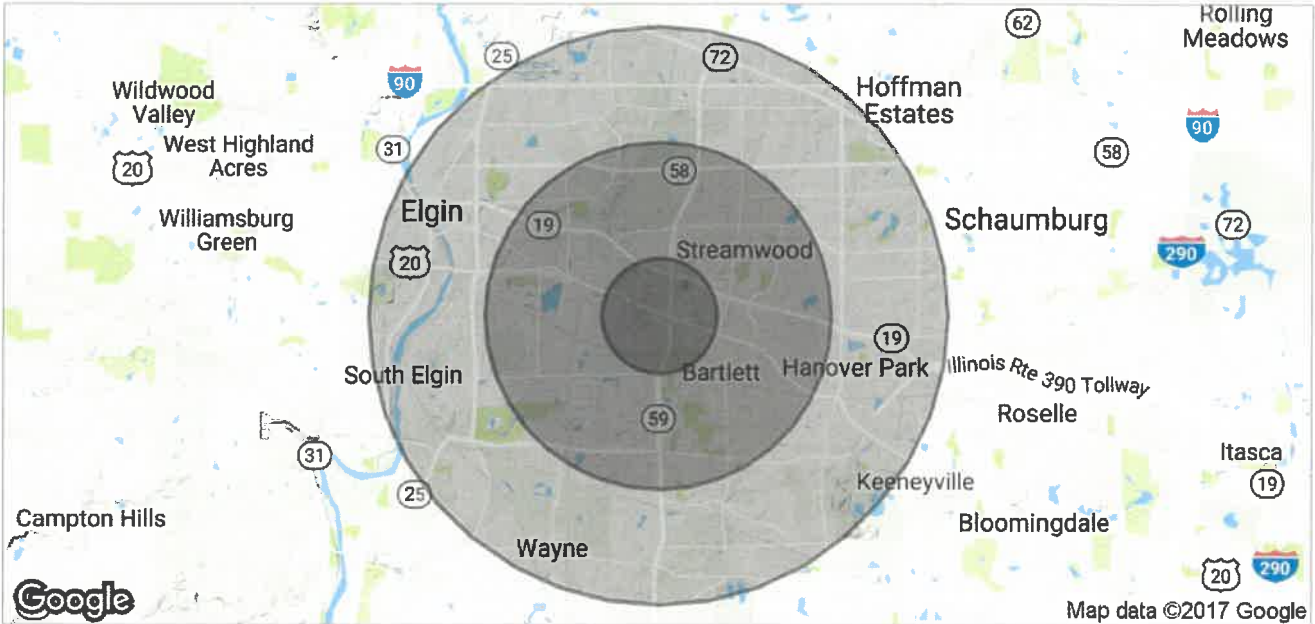 Rolling
Meadows
62
25
72
90
Hoffman
Estates
Wildwood
Valley
90
31
West Highland
Acres
20
58
58
Elgin
19
Williamsburg
Green
Schaumburg
72
20
Streamwood
290
19
South Elgin
Bartlett
Hanover Park
Illinois Rte 390 Tollway
Roselle
59
31
Itasca
19
25
Keeneyville
Campton Hills
Bloomingdale
Wayne
20
290
Google
Map data ©2017 Google